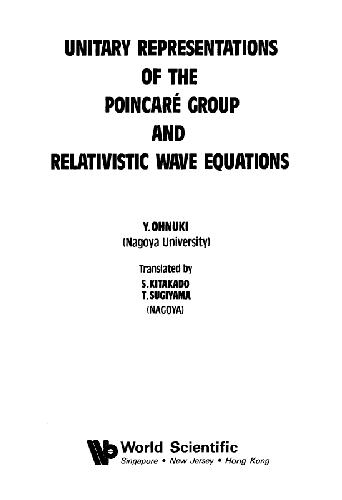 UNITARY REPRESENTATIONS
OF THE
POINCARÉ GROUP
AND
RELATIVISTIC WAVE EQUATIONS
Y. OHNUKI
(Nagoya University)
Translated by
S. KITAKADO
T. SUGIYAMA
(NAGOYA)
World Scientific
Singapore • New Jersey • Hong Kong